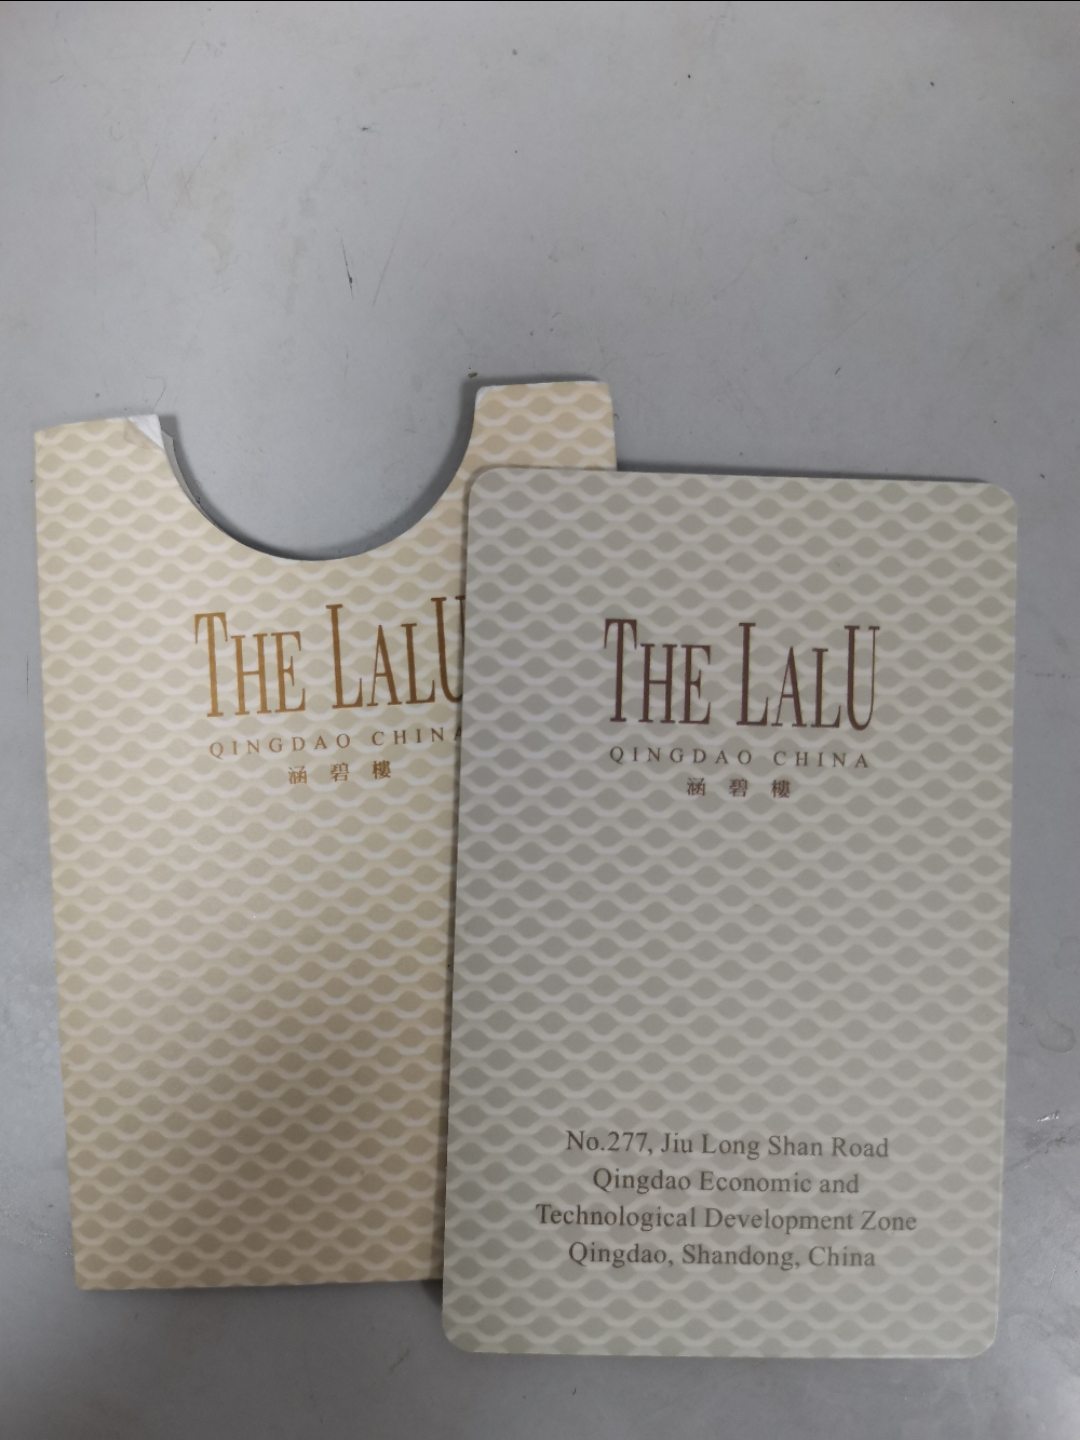 THE LALU
QINGDAO CHINA
涵碧樓
THE LALU
QINGDAO CHINA
涵碧樓
No.277, Jiu Long Shan Road
Qingdao Economic and
Technological Development Zone
Qingdao, Shandong, China